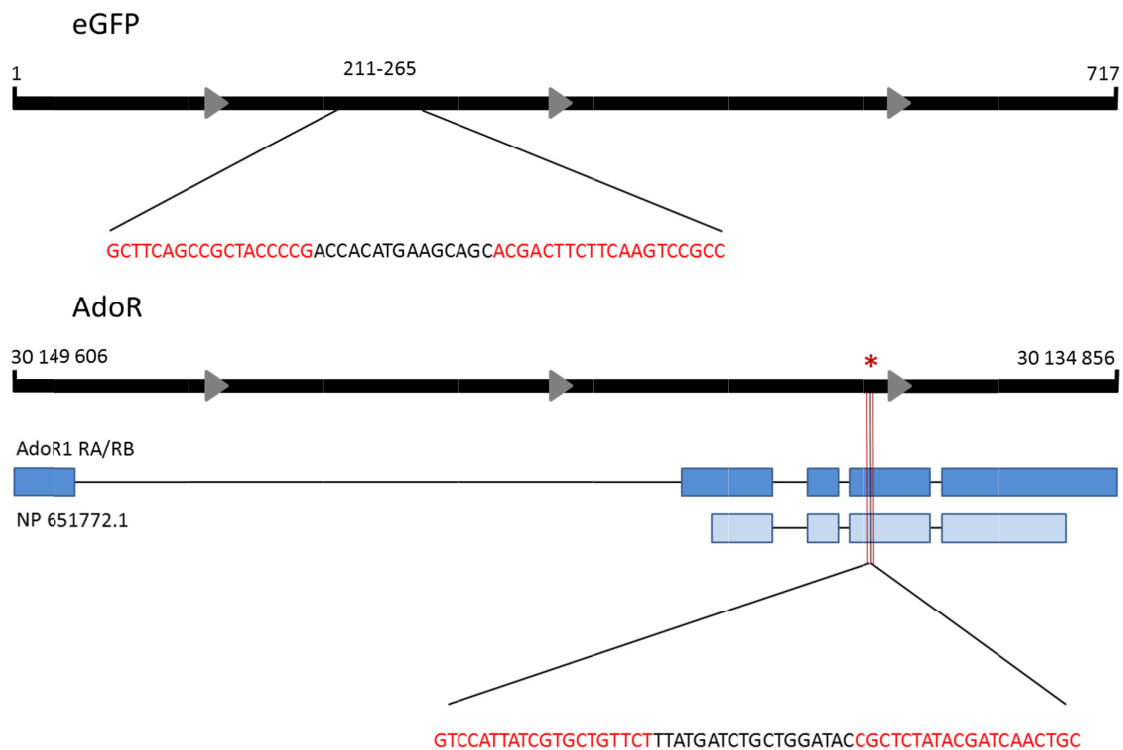 eGFP
211-265
1 717
GCTTCAGCCGCTACCCCGACCACATGAAGCAGCACGACTTCTTCAAGTCCGCC
AdoR
*
30 149 606 30 134 856
AdoR1 RA/RB
NP 651772.1
GTCCATTATCGTGCTGTTCTTTATGATCTGCTGGATACCGCTCTATACGATCAACTGC